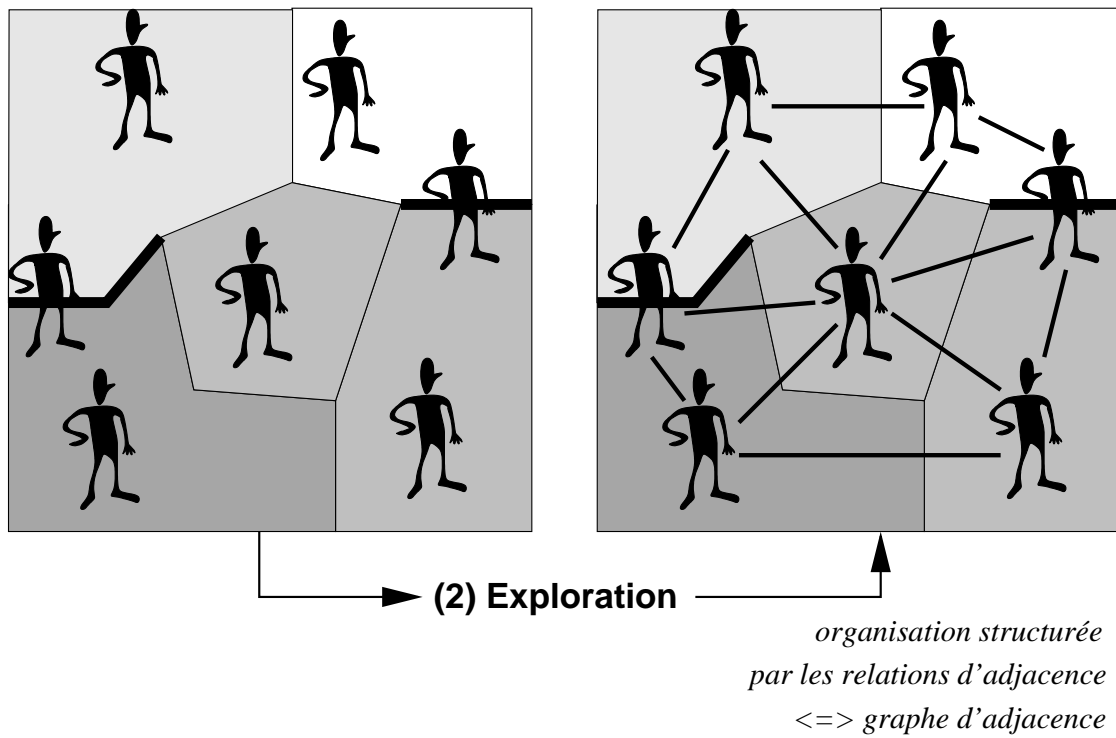 (2) Exploration
organisation structurée
par les relations d'adjacence
<=> graphe d'adjacence